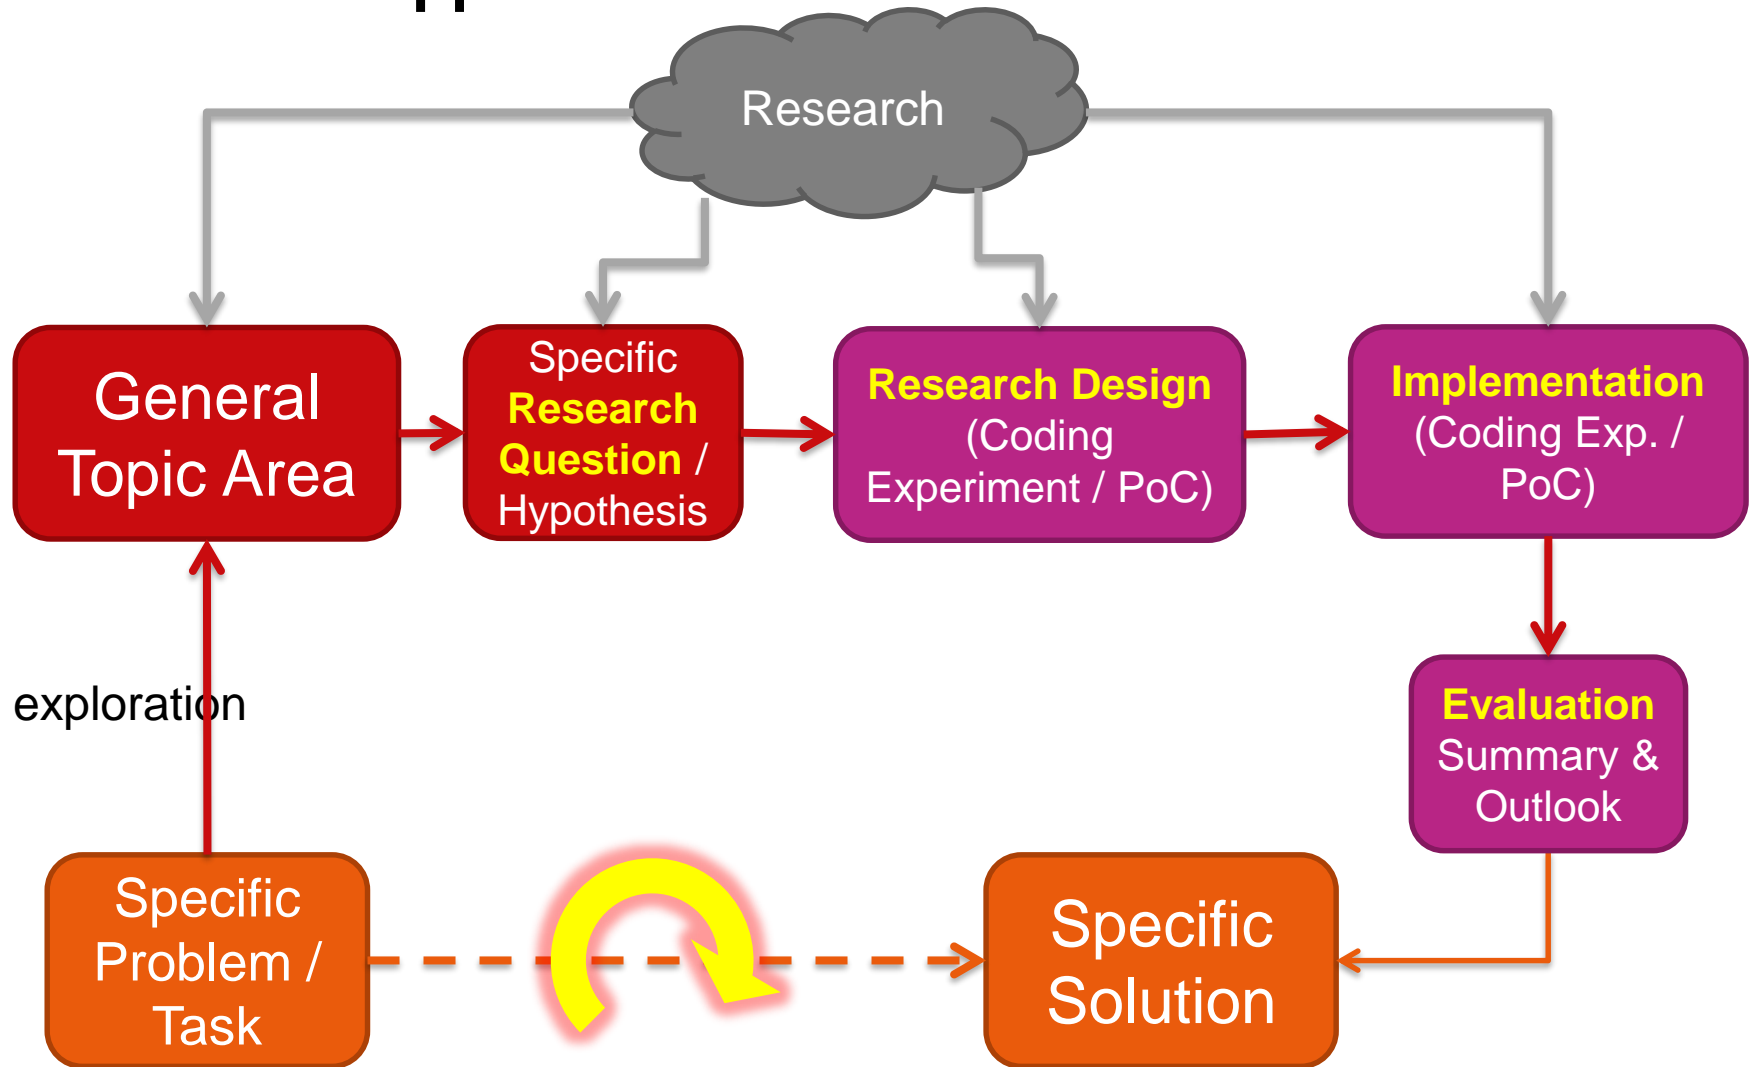 Research
General
Topic Area
Specific
Research
Question /
Hypothesis
Research Design
(Coding
Experiment / PoC)
Implementation
(Coding Exp. /
PoC)
exploration
Evaluation
Summary &
Outlook
Specific
Problem /
Task
Specific
Solution